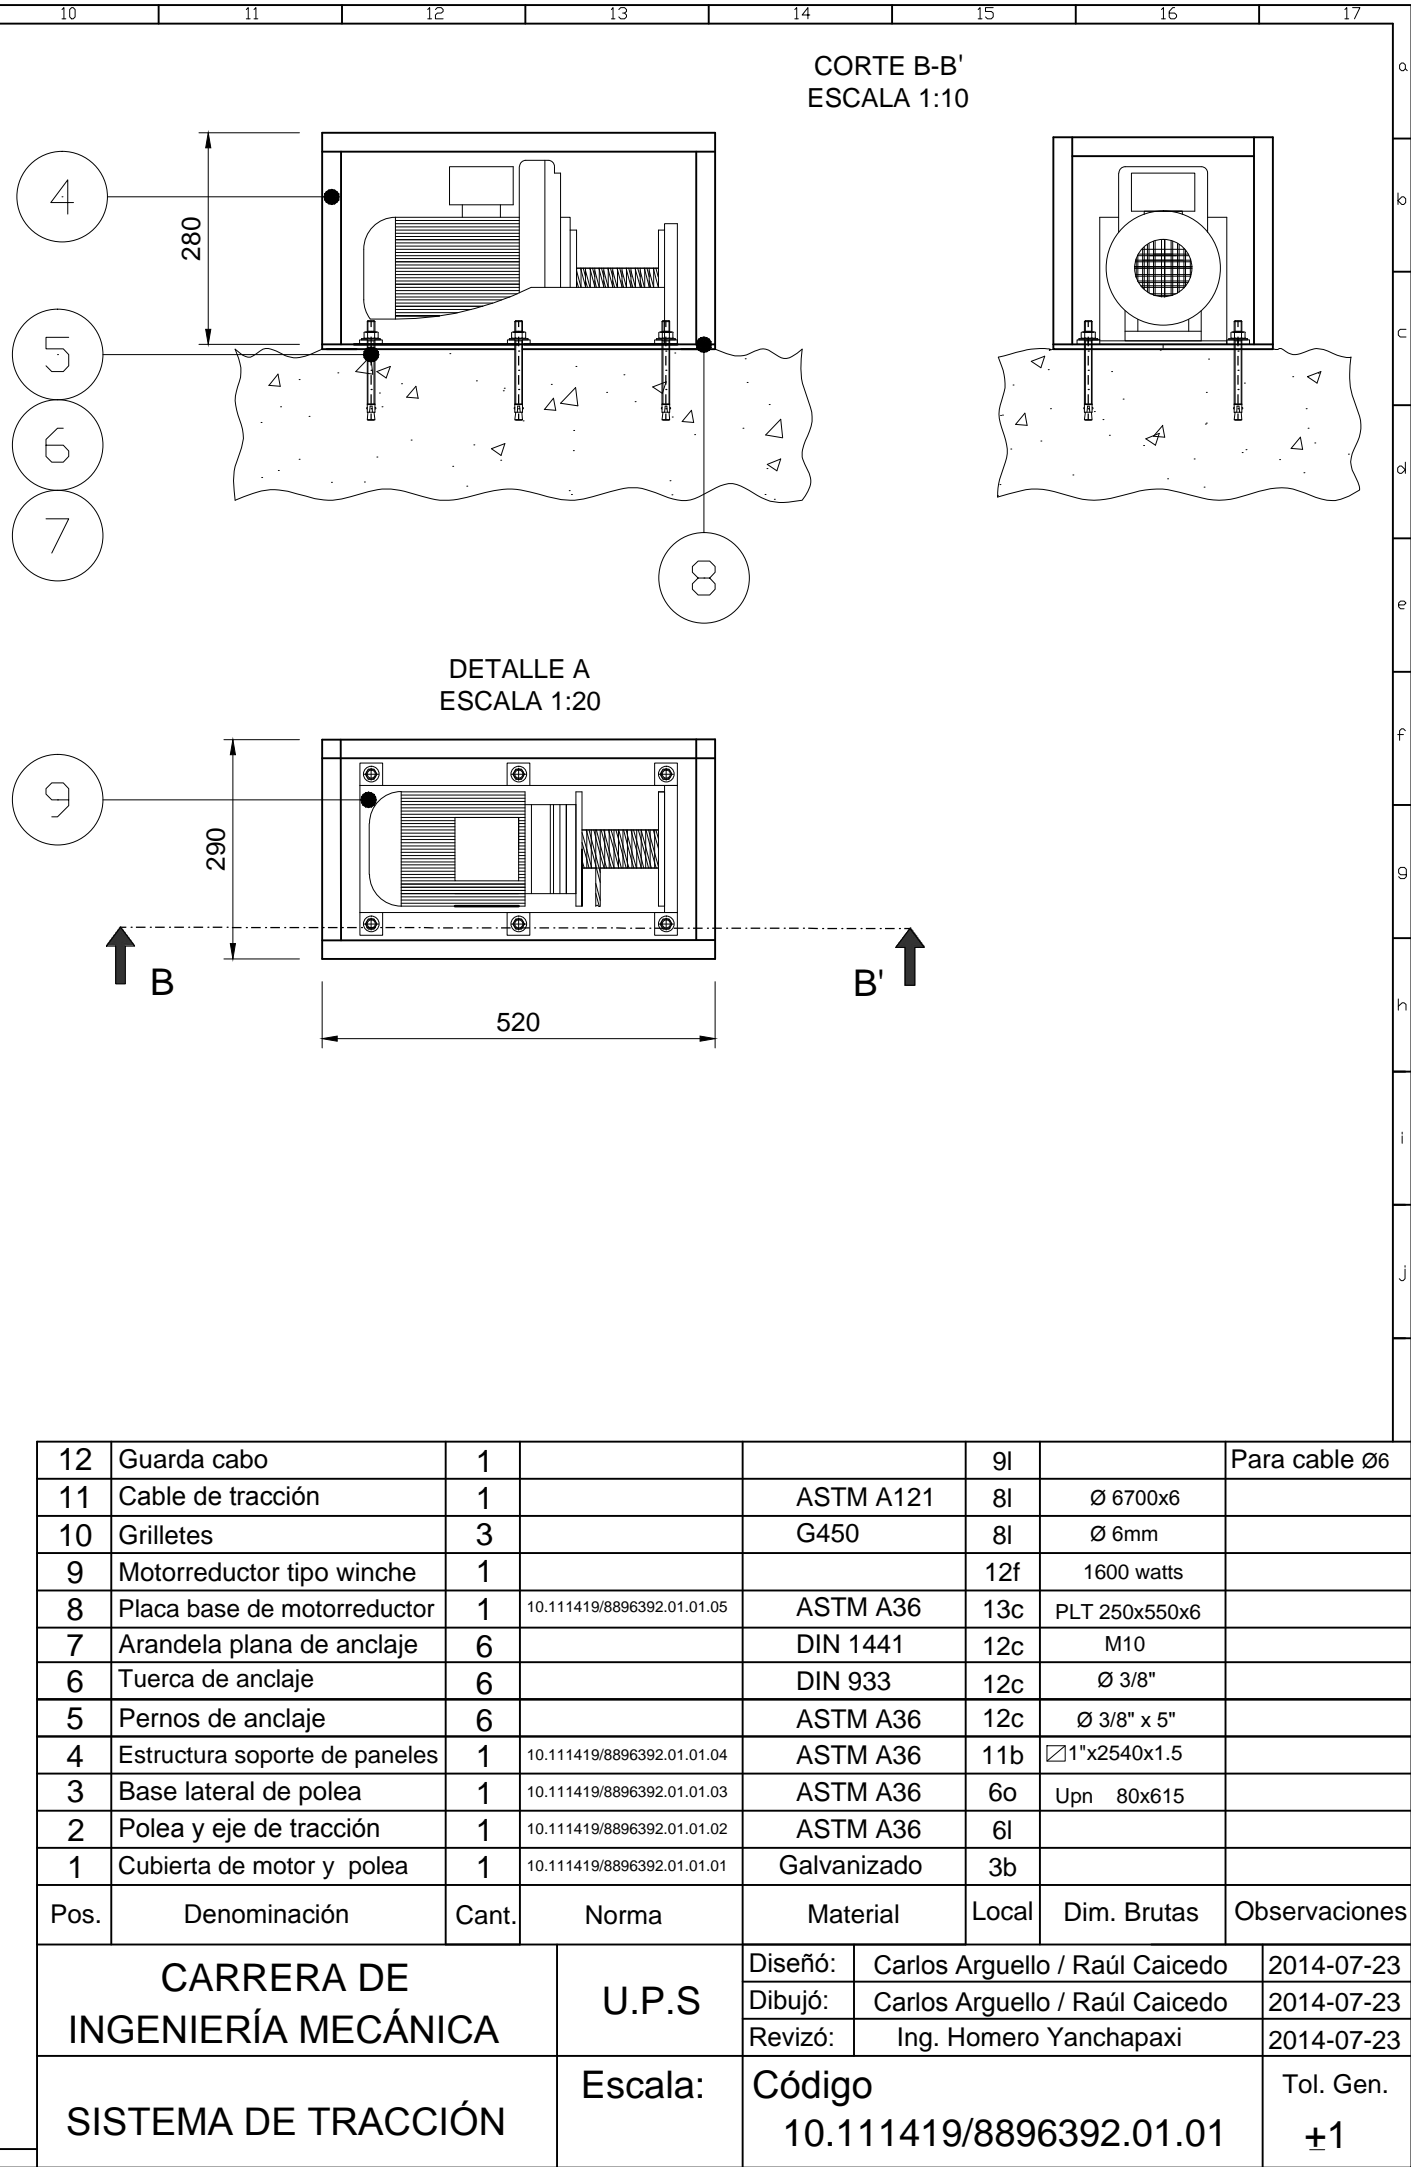 10 11 12 13 14 15 16 17
CORTE B-B'
ESCALA 1:10
a
b
c
d
e
f
g
h
i
j
4
280
5
6
7
8
DETALLE A
ESCALA 1:20
9
290
B B'
520
12 Guarda cabo 1 9l Para cable Ø6
11 Cable de tracción 1 ASTM A121 8l Ø 6700x6
10 Grilletes 3 G450 8l Ø 6mm
9 Motorreductor tipo winche 1 12f 1600 watts
8 Placa base de motorreductor 1 10.111419/8896392.01.01.05 ASTM A36 13c PLT 250x550x6
7 Arandela plana de anclaje 6 DIN 1441 12c M10
6 Tuerca de anclaje 6 DIN 933 12c Ø 3/8"
5 Pernos de anclaje 6 ASTM A36 12c Ø 3/8" x 5"
4 Estructura soporte de paneles 1 10.111419/8896392.01.01.04 ASTM A36 11b 1"x2540x1.5
3 Base lateral de polea 1 10.111419/8896392.01.01.03 ASTM A36 6o Upn 80x615
2 Polea y eje de tracción 1 10.111419/8896392.01.01.02 ASTM A36 6l
1 Cubierta de motor y polea 1 10.111419/8896392.01.01.01 Galvanizado 3b
Pos. Denominación Cant. Norma Material Local Dim. Brutas Observaciones
CARRERA DE
INGENIERÍA MECÁNICA
U.P.S
Diseñó: Carlos Arguello / Raúl Caicedo 2014-07-23
Dibujó: Carlos Arguello / Raúl Caicedo 2014-07-23
Revizó: Ing. Homero Yanchapaxi 2014-07-23
SISTEMA DE TRACCIÓN
Escala:
Código
10.111419/8896392.01.01
Tol. Gen.
±1